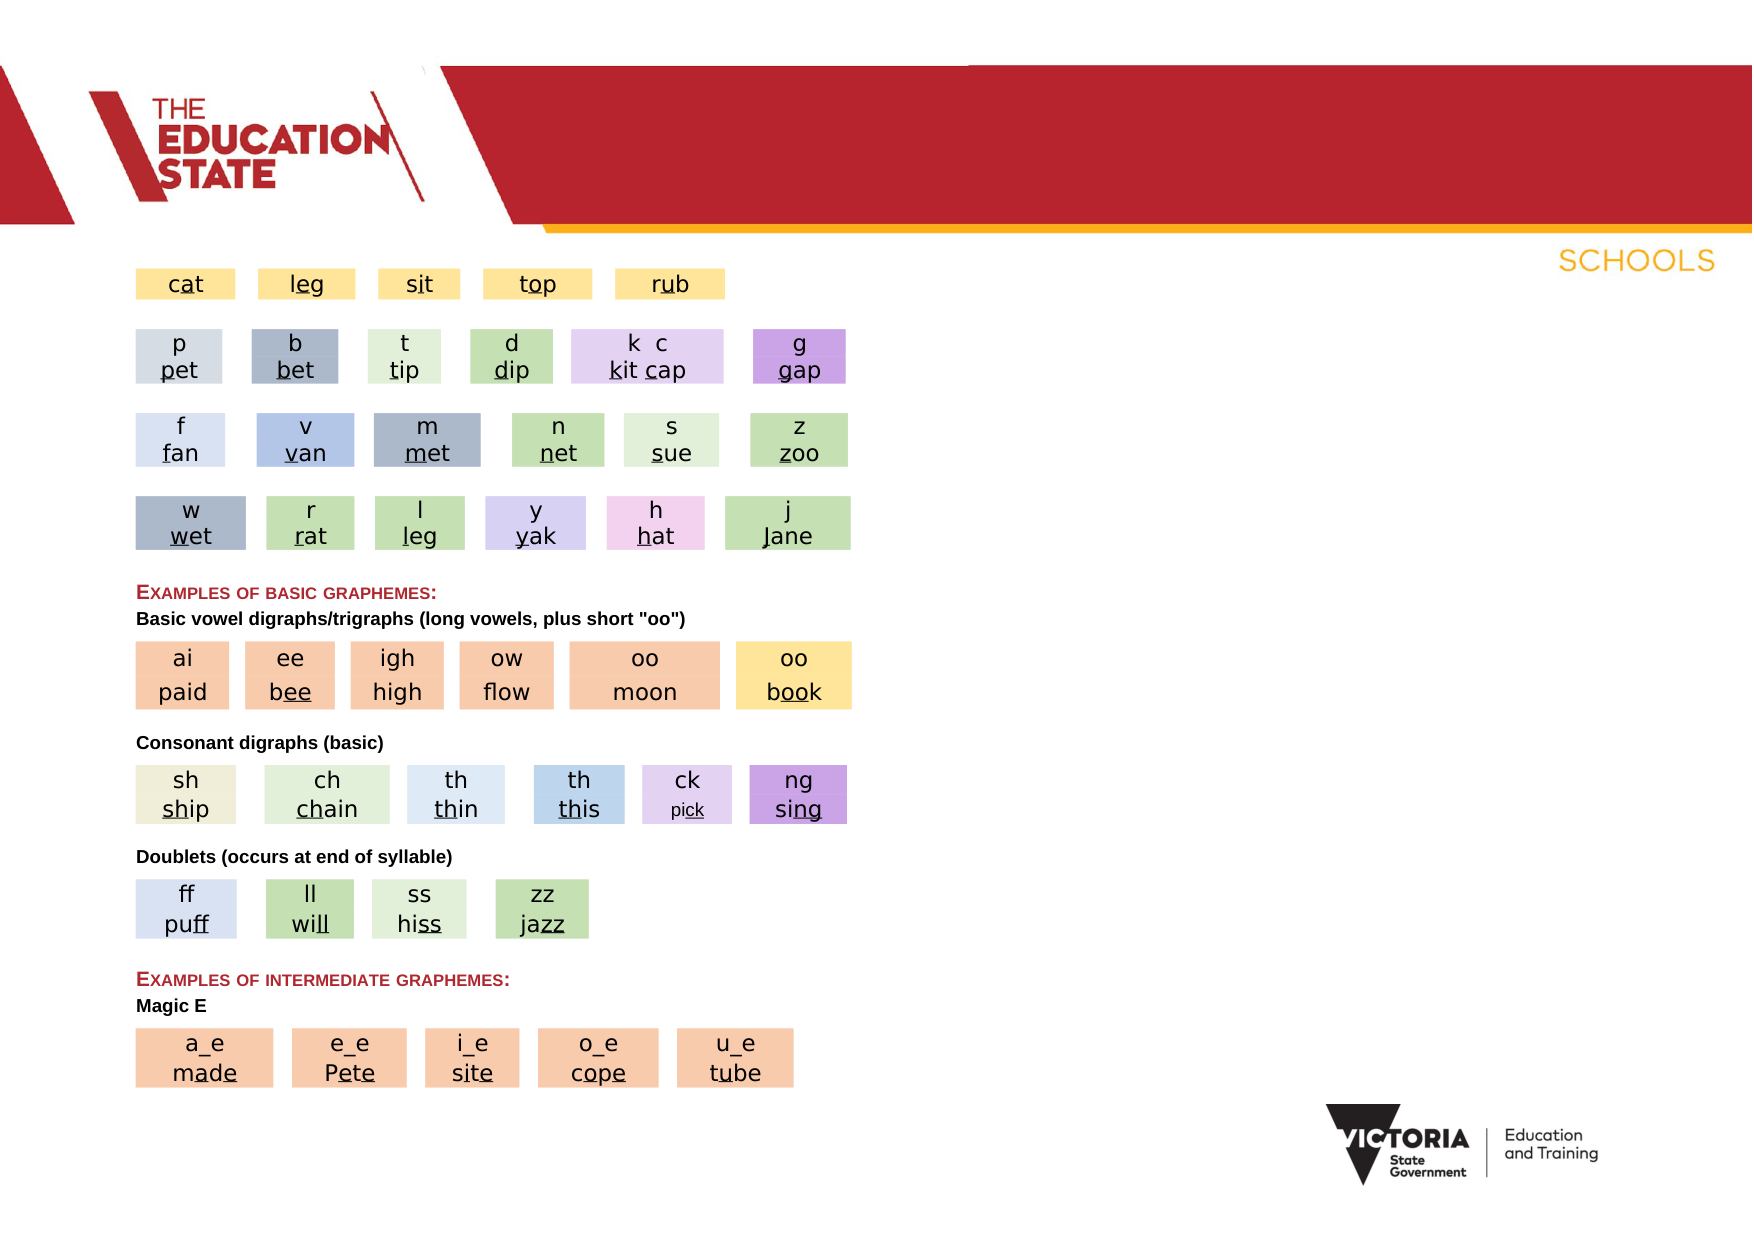 THE
EDUCATION
STATE
SCHOOLS
cat leg sit top rub
p b t d k c g
pet bet tip dip kit cap gap
f v m n s z
fan van met net sue zoo
w r l y h j
wet rat leg yak hat Jane
EXAMPLES OF BASIC GRAPHEMES:
Basic vowel digraphs/trigraphs (long vowels, plus short "oo")
ai ee igh ow oo oo
paid bee high flow moon book
Consonant digraphs (basic)
sh ch th th ck ng
ship chain thin this pick sing
Doublets (occurs at end of syllable)
ff ll ss zz
puff will hiss jazz
EXAMPLES OF INTERMEDIATE GRAPHEMES:
Magic E
a_e e_e i_e o_e u_e
made Pete site cope tube
VICTORIA
State
Government
Education
and Training